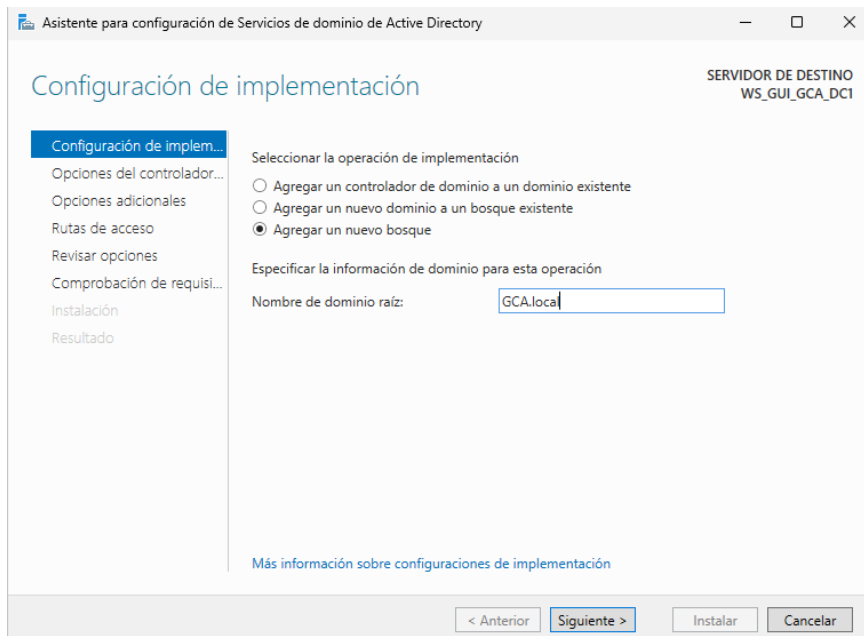 Asistente para configuración de Servicios de dominio de Active Directory
Configuración de implementación
SERVIDOR DE DESTINO
WS_GUI_GCA_DC1
Configuración de implem...
Opciones del controlador...
Opciones adicionales
Rutas de acceso
Revisar opciones
Comprobación de requisi...
Instalación
Resultado
Seleccionar la operación de implementación
Agregar un controlador de dominio a un dominio existente
Agregar un nuevo dominio a un bosque existente
Agregar un nuevo bosque
Especificar la información de dominio para esta operación
Nombre de dominio raíz: GCA.local
Más información sobre configuraciones de implementación
< Anterior Siguiente > Instalar Cancelar